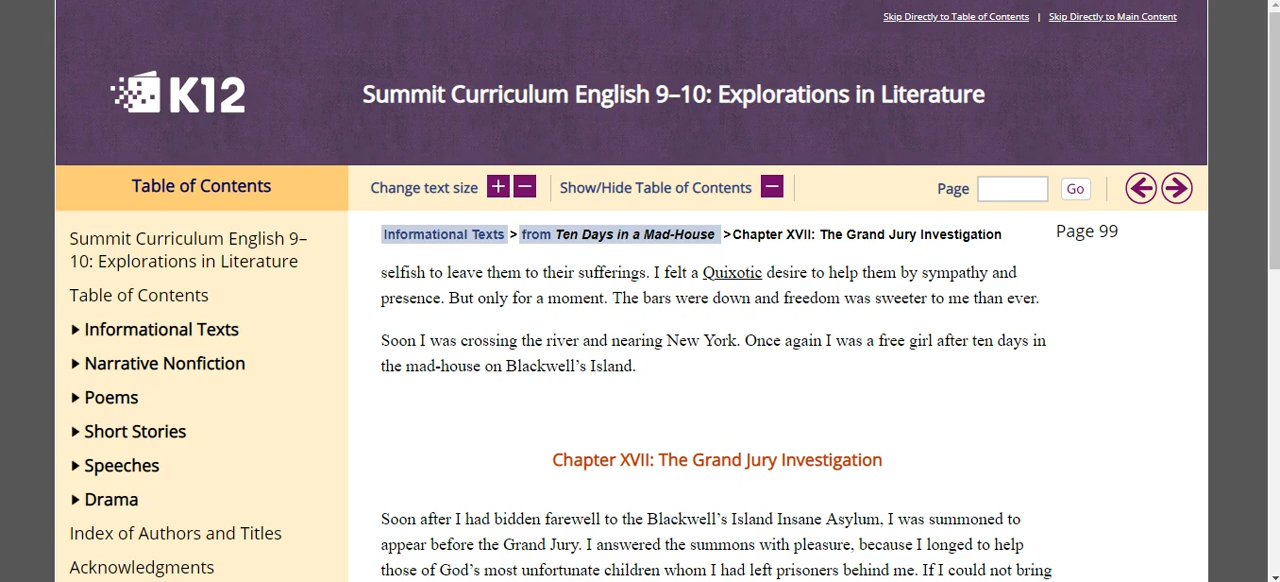 Skip Directly to Table of Contents | Skip Directly to Main Content
K12
Summit Curriculum English 9–10: Explorations in Literature
Table of Contents
Change text size + −
Show/Hide Table of Contents −
Page
Go
Summit Curriculum English 9–
10: Explorations in Literature
Table of Contents
Informational Texts
Narrative Nonfiction
Poems
Short Stories
Speeches
Drama
Index of Authors and Titles
Acknowledgments
Informational Texts > from Ten Days in a Mad-House >Chapter XVII: The Grand Jury Investigation
Page 99
selfish to leave them to their sufferings. I felt a Quixotic desire to help them by sympathy and
presence. But only for a moment. The bars were down and freedom was sweeter to me than ever.
Soon I was crossing the river and nearing New York. Once again I was a free girl after ten days in
the mad-house on Blackwell’s Island.
Chapter XVII: The Grand Jury Investigation
Soon after I had bidden farewell to the Blackwell’s Island Insane Asylum, I was summoned to
appear before the Grand Jury. I answered the summons with pleasure, because I longed to help
those of God’s most unfortunate children whom I had left prisoners behind me. If I could not bring